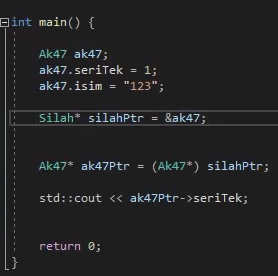 int main() {
Ak47 ak47;
ak47.seriTek = 1;
ak47.isim = "123";
Silah* silahPtr = &ak47;
Ak47* ak47Ptr = (Ak47*) silahPtr;
std::cout << ak47Ptr->seriTek;
return 0;
}